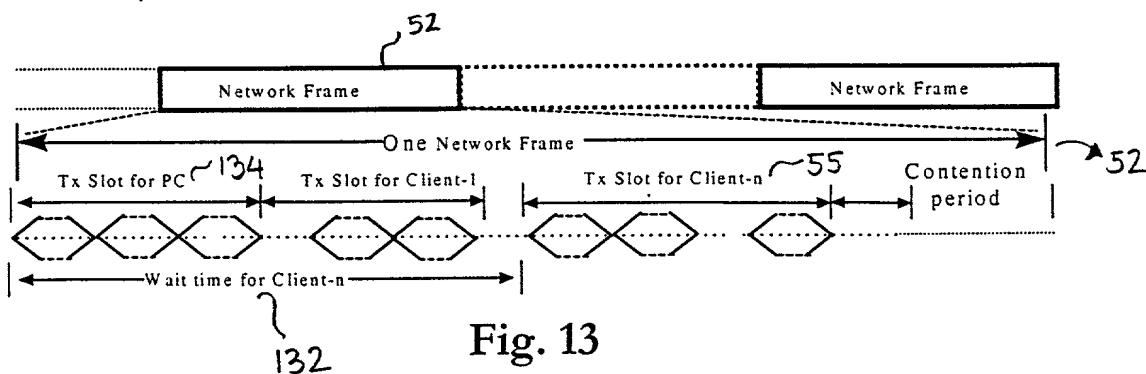 52
Network Frame
Network Frame
One Network Frame
52
Tx Slot for PC 134
Tx Slot for Client-1
Tx Slot for Client-n 55
Contention period
Wait time for Client-n
132
Fig. 13